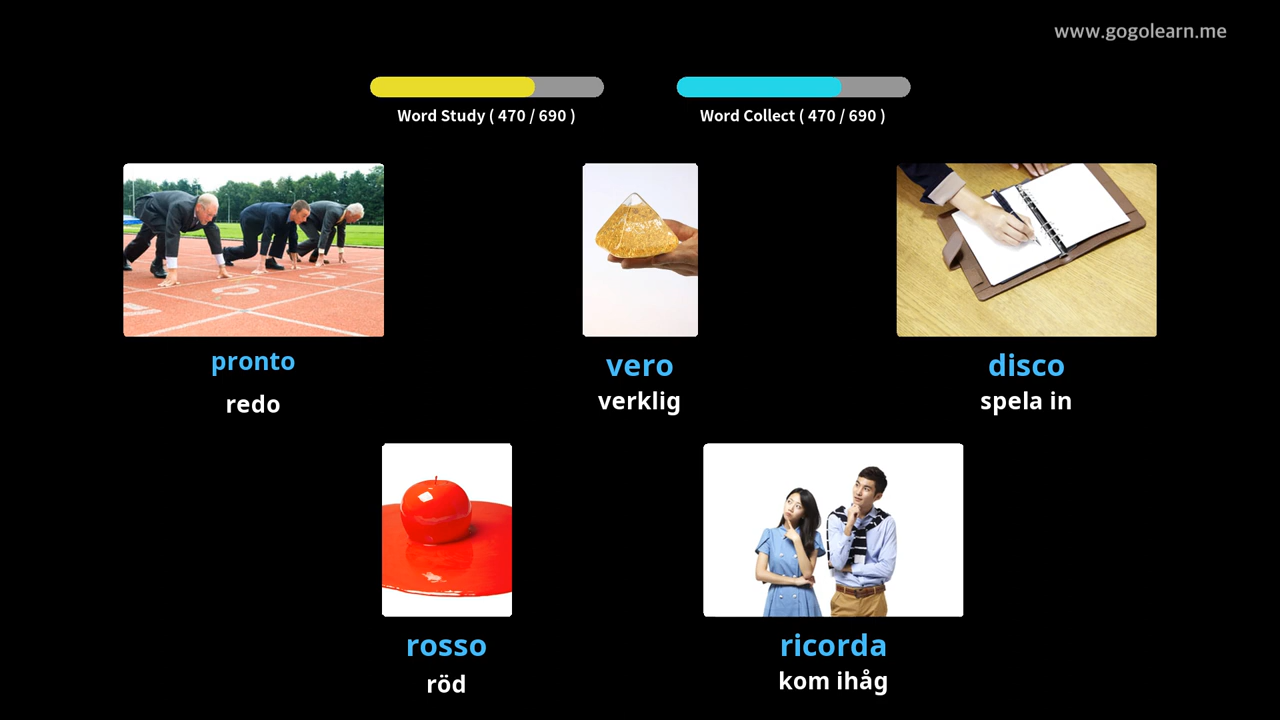 www.gogolearn.me
Word Study ( 470 / 690 )
Word Collect ( 470 / 690 )
pronto
redo
vero
verklig
disco
spela in
rosso
röd
ricorda
kom ihåg